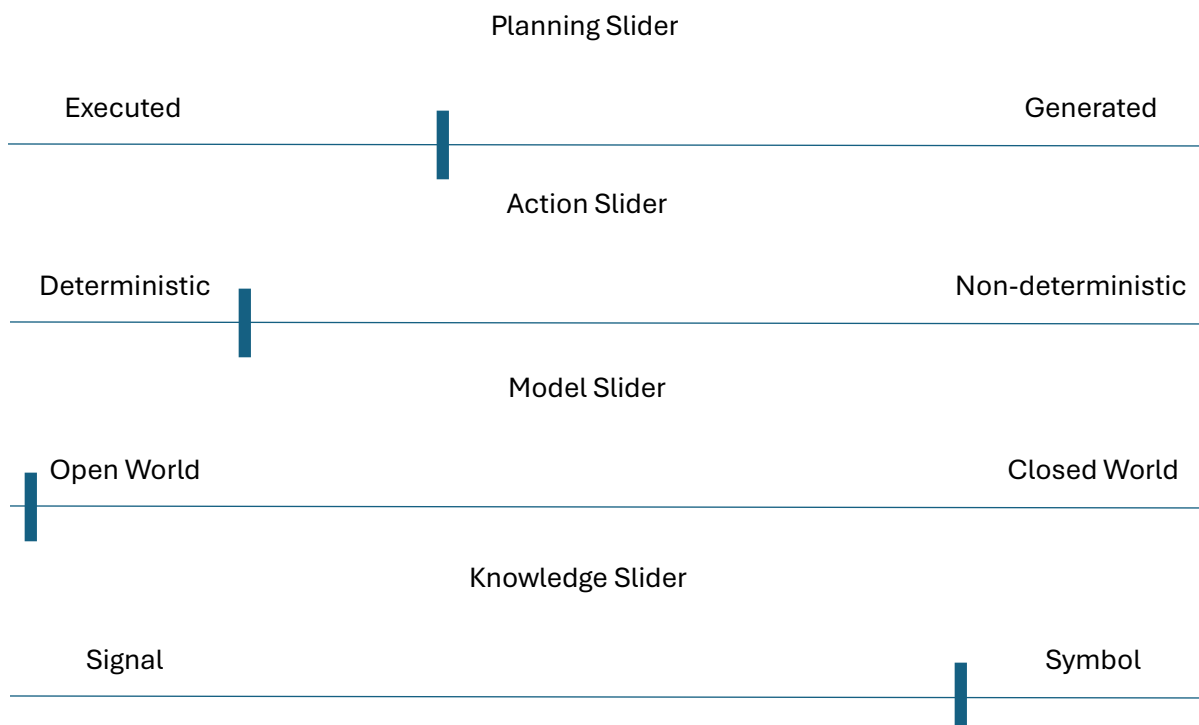 Planning Slider
Executed Generated
Action Slider
Deterministic Non-deterministic
Model Slider
Open World Closed World
Knowledge Slider
Signal Symbol